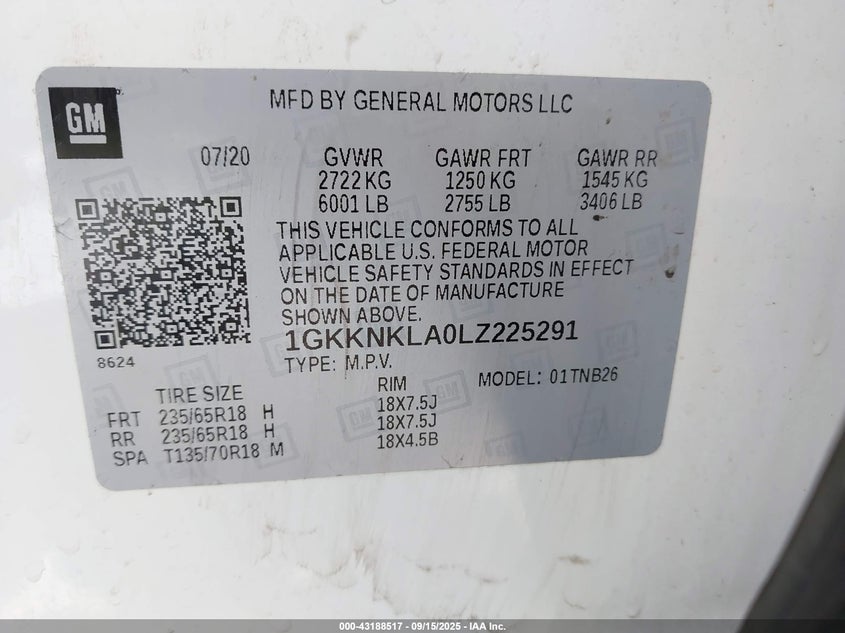 GM
MFD BY GENERAL MOTORS LLC
07/20 GVWR GAWR FRT GAWR RR
2722 KG 1250 KG 1545 KG
6001 LB 2755 LB 3406 LB
THIS VEHICLE CONFORMS TO ALL
APPLICABLE U.S. FEDERAL MOTOR
VEHICLE SAFETY STANDARDS IN EFFECT
ON THE DATE OF MANUFACTURE
SHOWN ABOVE.
1GKKNKLA0LZ225291
8624
TYPE: M.P.V.
MODEL: 01TNB26
TIRE SIZE RIM
FRT 235/65R18 H 18X7.5J
RR 235/65R18 H 18X7.5J
SPA T135/70R18 M 18X4.5B
000-43188517 - 09/15/2025 - IAA Inc.